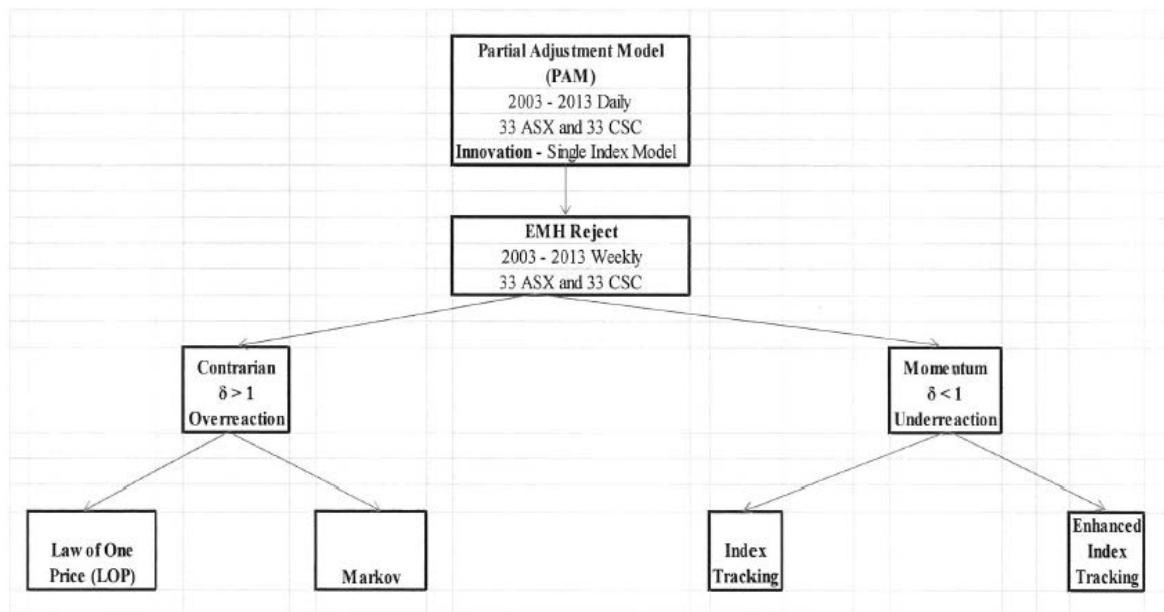 Partial Adjustment Model
(PAM)
2003 - 2013 Daily
33 ASX and 33 CSC
Innovation - Single Index Model
EMH Reject
2003 - 2013 Weekly
33 ASX and 33 CSC
Contrarian
δ > 1
Overreaction
Momentum
δ < 1
Underreaction
Law of One
Price (LOP)
Markov
Index
Tracking
Enhanced
Index
Tracking